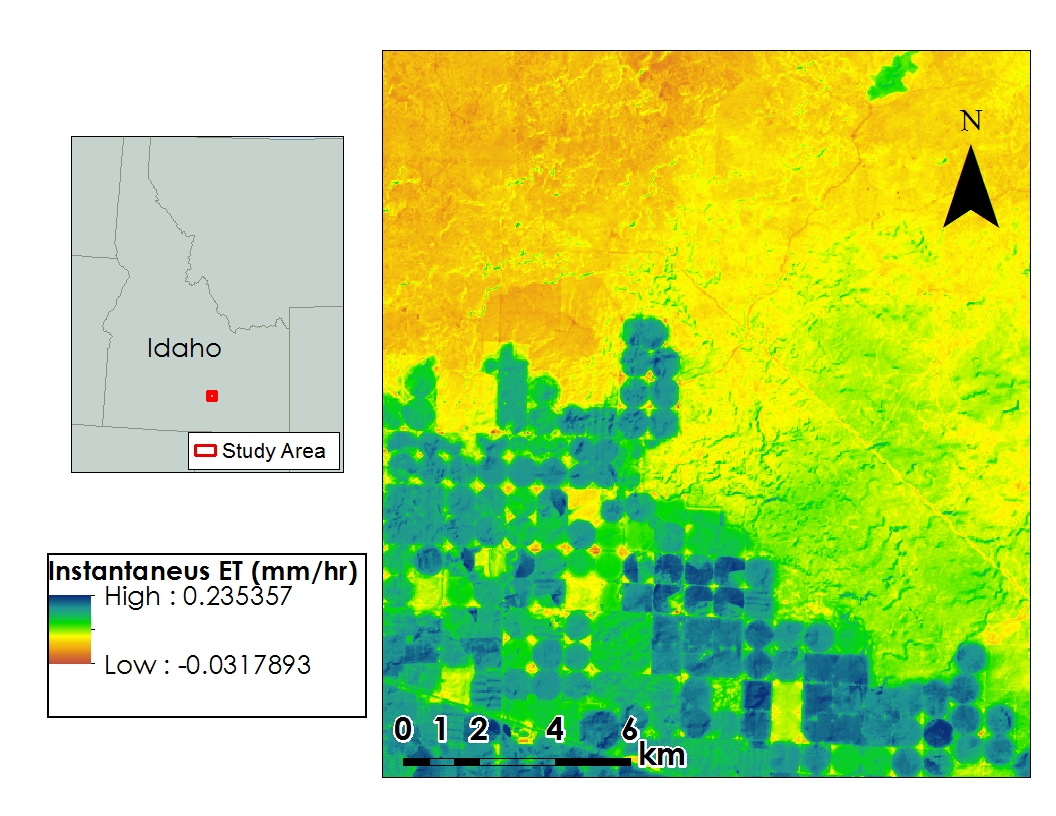 N
Idaho
Study Area
Instantaneus ET (mm/hr)
High : 0.235357
Low : -0.0317893
0 1 2 4 6
km